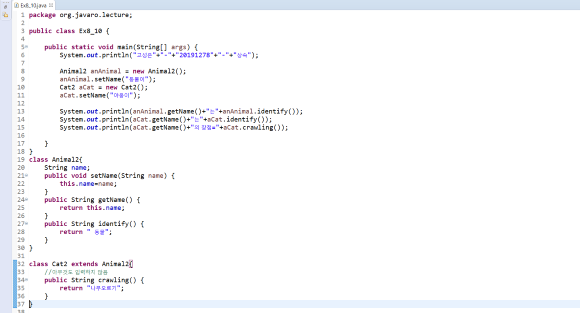 Ex8_10.java
1 package org.javaro.lecture;
2
3 public class Ex8_10 {
4
5 public static void main(String[] args) {
6 System.out.println("고성은"+"-"+"20191278"+"-"+"상속");
7
8 Animal2 anAnimal = new Animal2();
9 anAnimal.setName("동물이");
10 Cat2 aCat = new Cat2();
11 aCat.setName("야옹이");
12
13 System.out.println(anAnimal.getName()+"는"+anAnimal.identify());
14 System.out.println(aCat.getName()+"는"+aCat.identify());
15 System.out.println(aCat.getName()+"의 장점="+aCat.crawling());
16
17 }
18 }
19 class Animal2{
20 String name;
21 public void setName(String name) {
22 this.name=name;
23 }
24 public String getName() {
25 return this.name;
26 }
27 public String identify() {
28 return " 동물";
29 }
30 }
31
32 class Cat2 extends Animal2{
33 //아무것도 입력하지 않음
34 public String crawling() {
35 return "나무오르기";
36 }
37 }
38